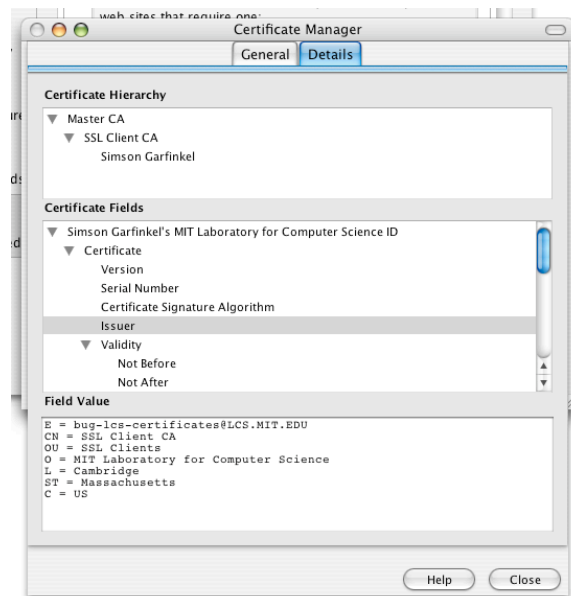 web sites that require one:
Certificate Manager
General Details
Certificate Hierarchy
Master CA
SSL Client CA
Simson Garfinkel
Certificate Fields
Simson Garfinkel's MIT Laboratory for Computer Science ID
Certificate
Version
Serial Number
Certificate Signature Algorithm
Issuer
Validity
Not Before
Not After
Field Value
E = bug-lcs-certificates@LCS.MIT.EDU
CN = SSL Client CA
OU = SSL Clients
O = MIT Laboratory for Computer Science
L = Cambridge
ST = Massachusetts
C = US
Help Close